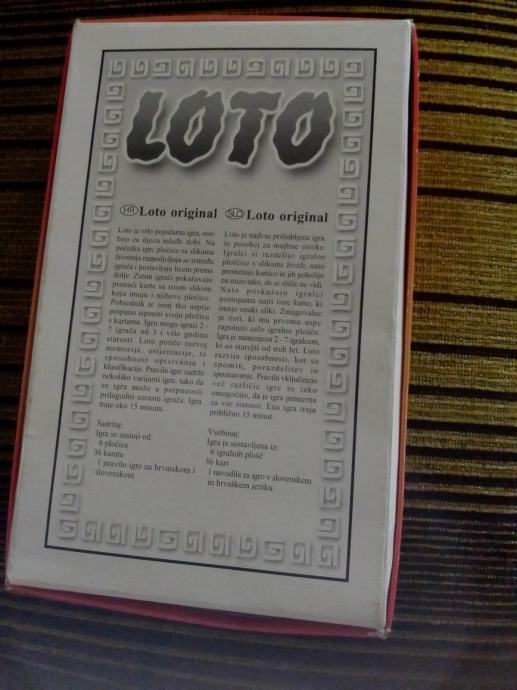 LOTO
HR Loto original
Loto je vrlo popularna igra, oso-
bito za djecu mlađe dobi. Na
početku igre pločice sa slikama
životinja raspodjeljuju se između
igrača i postavljaju licem prema
dolje. Zatim igrači pokušavaju
pronaći karte sa istom slikom
koju imaju i njihove pločice.
Pobjednik je onaj tko uspije
potpuno ispuniti svoju pločicu
s kartama. Igru mogu igrati 2 -
7 igrača od 3 i više godina
starosti. Loto potiče razvoj
memorije, orijentacije, te
sposobnost opisivanja i
klasifikacije. Pravila igre sadrže
nekoliko varijanti igre, tako da
se igra može u potpunosti
prilagoditi uzrastu igrača. Igra
traje oko 15 minuta.
Sadržaj:
Igra se sastoji od:
6 pločica
36 karata
1 pravilo igre na hrvatskom i
slovenskom
SLO Loto original
Loto je nadvse priljubljena igra,
še posebej za majhne otroke.
Igralci si razdelijo igralne
ploščice s slikami živali, nato
premešajo kartice in jih položijo
na mizo tako, da se sličic ne vidi.
Nato poskušajo igralci
postopama najti tiste karte, ki
imajo enaki sliki. Zmagovalec
je tisti, ki mu prvemu uspe
zapolniti celo igralno ploščo.
Igra je namenjena 2 - 7 igralcem,
ki so starejši od treh let. Loto
razvija sposobnosti, kot so
spomin, porazdelitev in
spoznavanje. Pravila vključujejo
več različic igre in tako
omogočajo, da je igra primerna
za vse starosti. Ena igra traja
približno 15 minut.
Vsebina:
Igra je sestavljena iz:
6 igralnih plošč
36 kart
1 navodila za igro v slovenskem
in hrvaškem jeziku